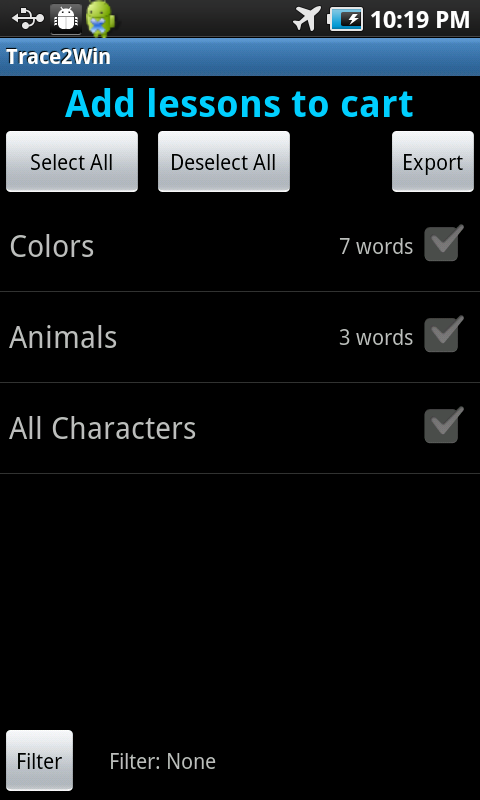 10:19 PM
Trace2Win
Add lessons to cart
Select All Deselect All Export
Colors 7 words
Animals 3 words
All Characters
Filter Filter: None